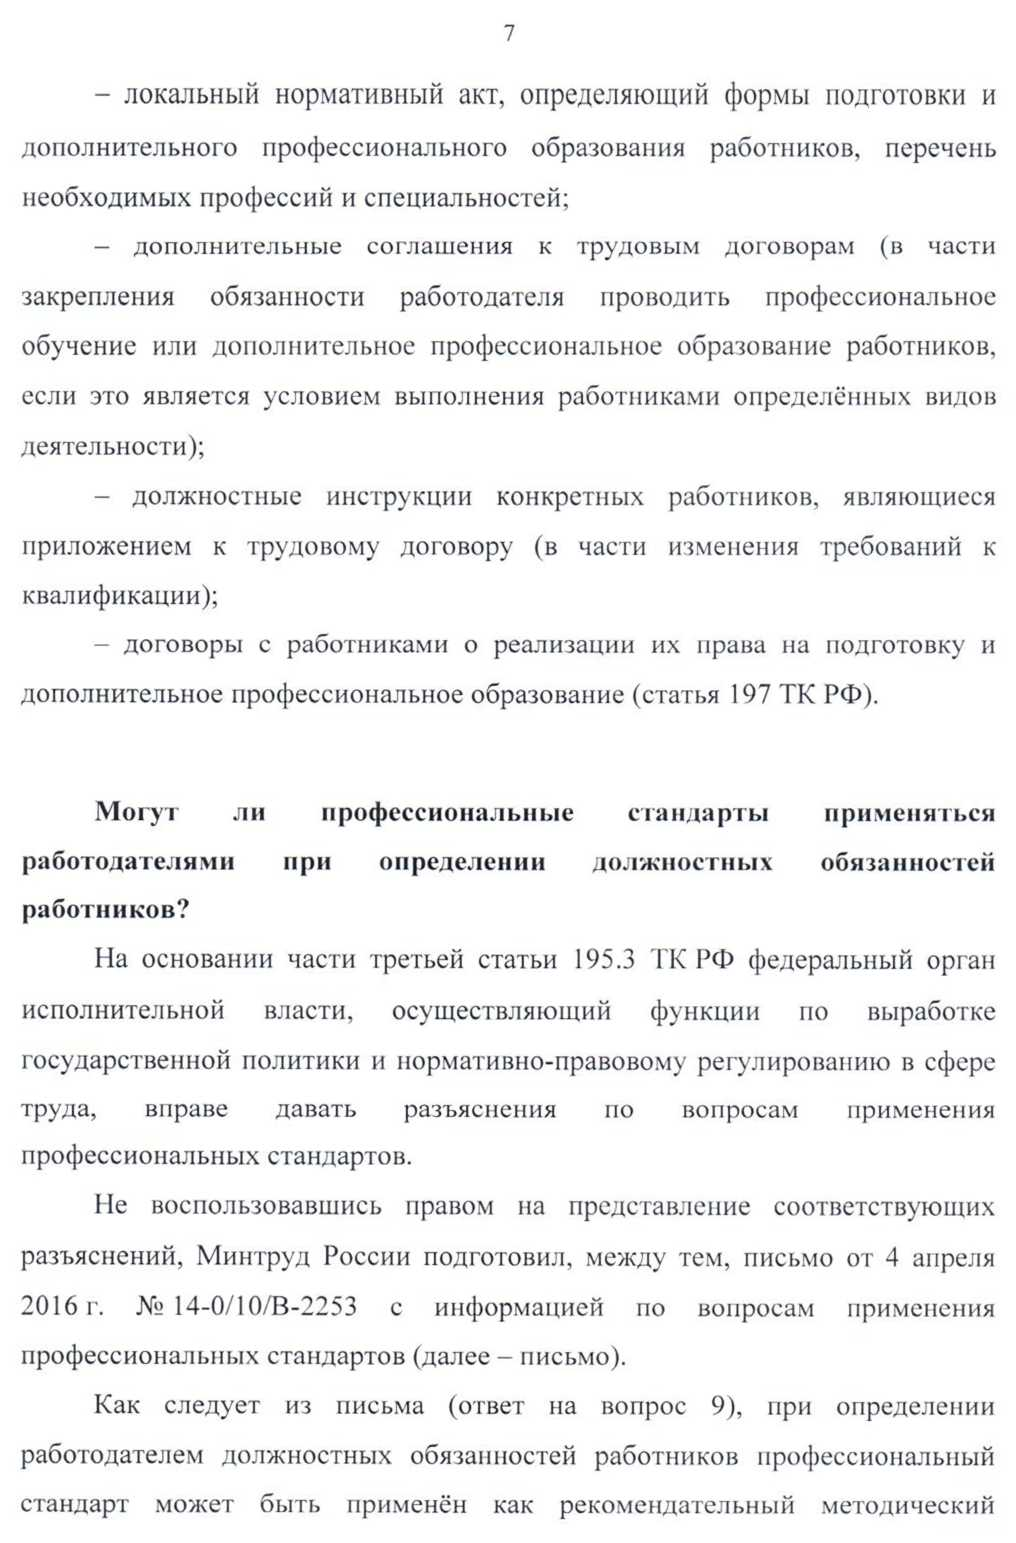 7
– локальный нормативный акт, определяющий формы подготовки и
дополнительного профессионального образования работников, перечень
необходимых профессий и специальностей;
– дополнительные соглашения к трудовым договорам (в части
закрепления обязанности работодателя проводить профессиональное
обучение или дополнительное профессиональное образование работников,
если это является условием выполнения работниками определённых видов
деятельности);
– должностные инструкции конкретных работников, являющиеся
приложением к трудовому договору (в части изменения требований к
квалификации);
– договоры с работниками о реализации их права на подготовку и
дополнительное профессиональное образование (статья 197 ТК РФ).
Могут ли профессиональные стандарты применяться
работодателями при определении должностных обязанностей
работников?
На основании части третьей статьи 195.3 ТК РФ федеральный орган
исполнительной власти, осуществляющий функции по выработке
государственной политики и нормативно-правовому регулированию в сфере
труда, вправе давать разъяснения по вопросам применения
профессиональных стандартов.
Не воспользовавшись правом на представление соответствующих
разъяснений, Минтруд России подготовил, между тем, письмо от 4 апреля
2016 г. № 14-0/10/В-2253 с информацией по вопросам применения
профессиональных стандартов (далее – письмо).
Как следует из письма (ответ на вопрос 9), при определении
работодателем должностных обязанностей работников профессиональный
стандарт может быть применён как рекомендательный методический